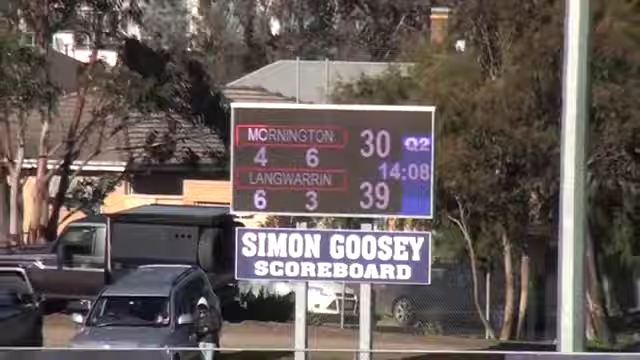 MORNINGTON 30 Q2
4 6
14:08
LANGWARRIN 39
6 3
SIMON GOOSEY
SCOREBOARD